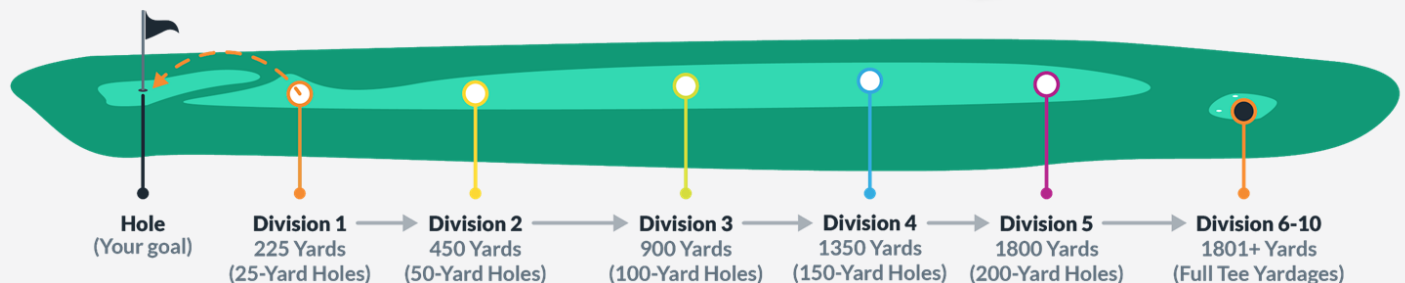 Hole
(Your goal)
Division 1
225 Yards
(25-Yard Holes)
Division 2
450 Yards
(50-Yard Holes)
Division 3
900 Yards
(100-Yard Holes)
Division 4
1350 Yards
(150-Yard Holes)
Division 5
1800 Yards
(200-Yard Holes)
Division 6-10
1801+ Yards
(Full Tee Yardages)